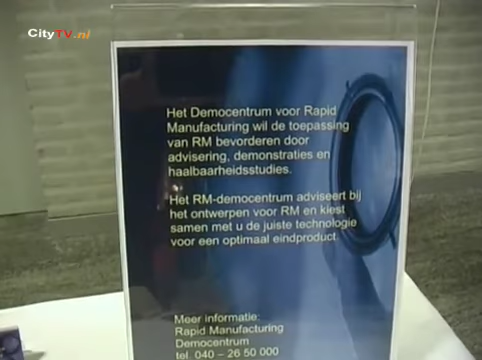 CityTV.nl
Het Democentrum voor Rapid
Manufacturing wil de toepassing
van RM bevorderen door
advisering, demonstraties en
haalbaarheidsstudies.
Het RM-democentrum adviseert bij
het ontwerpen voor RM en kiest
samen met u de juiste technologie
voor een optimaal eindproduct.
Meer informatie:
Rapid Manufacturing
Democentrum
tel. 040 - 26 50 000